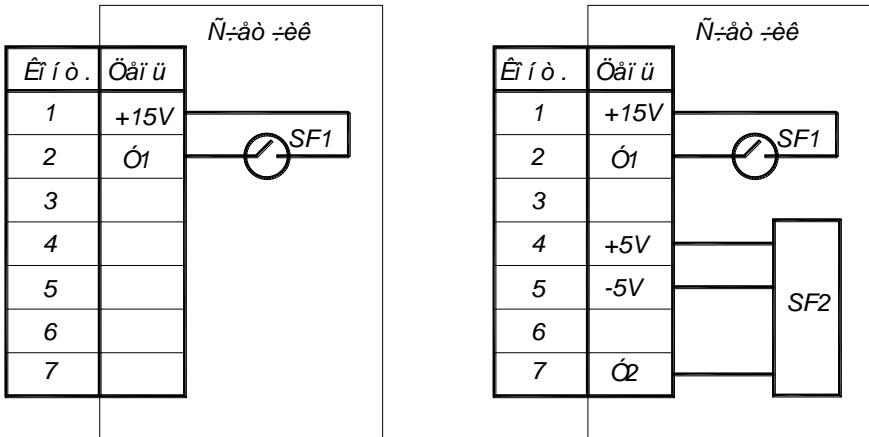 Ñ÷åò ÷èê
Êî í ò. Öåï ü
1 +15V
2 Ó1
3
4
5
6
7
SF1
Ñ÷åò ÷èê
Êî í ò. Öåï ü
1 +15V
2 Ó1
3
4 +5V
5 -5V
6
7 Ó2
SF1
SF2